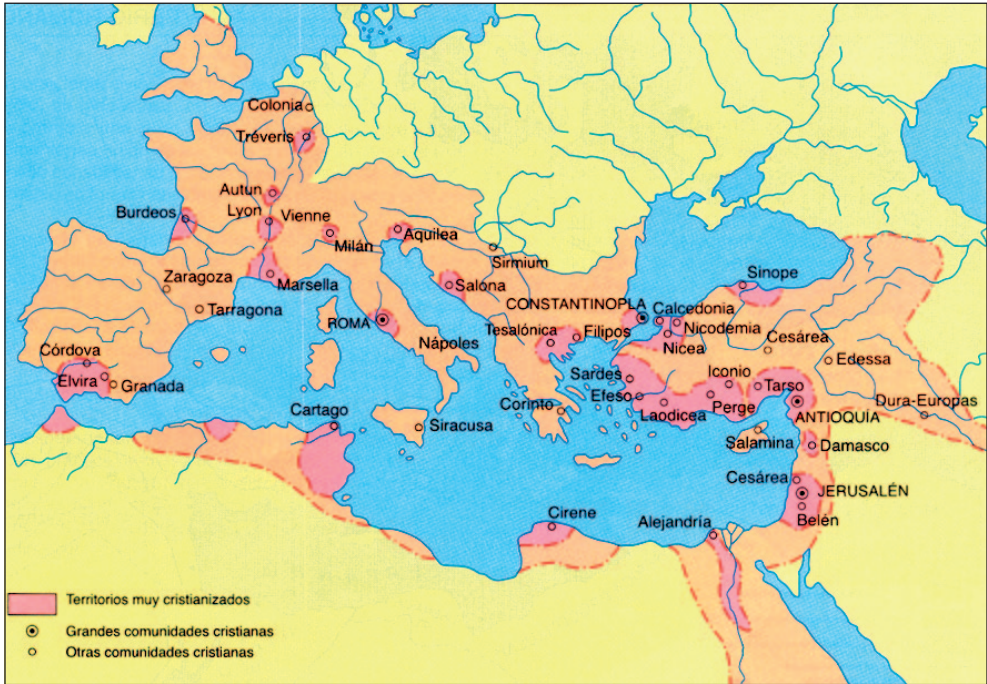 Colonia
Tréveris
Autun
Lyon
Vienne
Burdeos
Milán
Aquilea
Sirmium
Zaragoza
Marsella
Salona
Sinope
Tarragona
ROMA
CONSTANTINOPLA
Calcedonia
Tesalónica
Filipos
Nicodemia
Nápoles
Nicea
Cesárea
Córdova
Sardes
Iconio
Edessa
Elvira
Granada
Efeso
Tarso
Dura-Europas
Cartago
Corinto
Laodicea
Perge
ANTIOQUÍA
Siracusa
Salamina
Damasco
Cesárea
JERUSALÉN
Cirene
Alejandría
Belén
Territorios muy cristianizados
Grandes comunidades cristianas
Otras comunidades cristianas